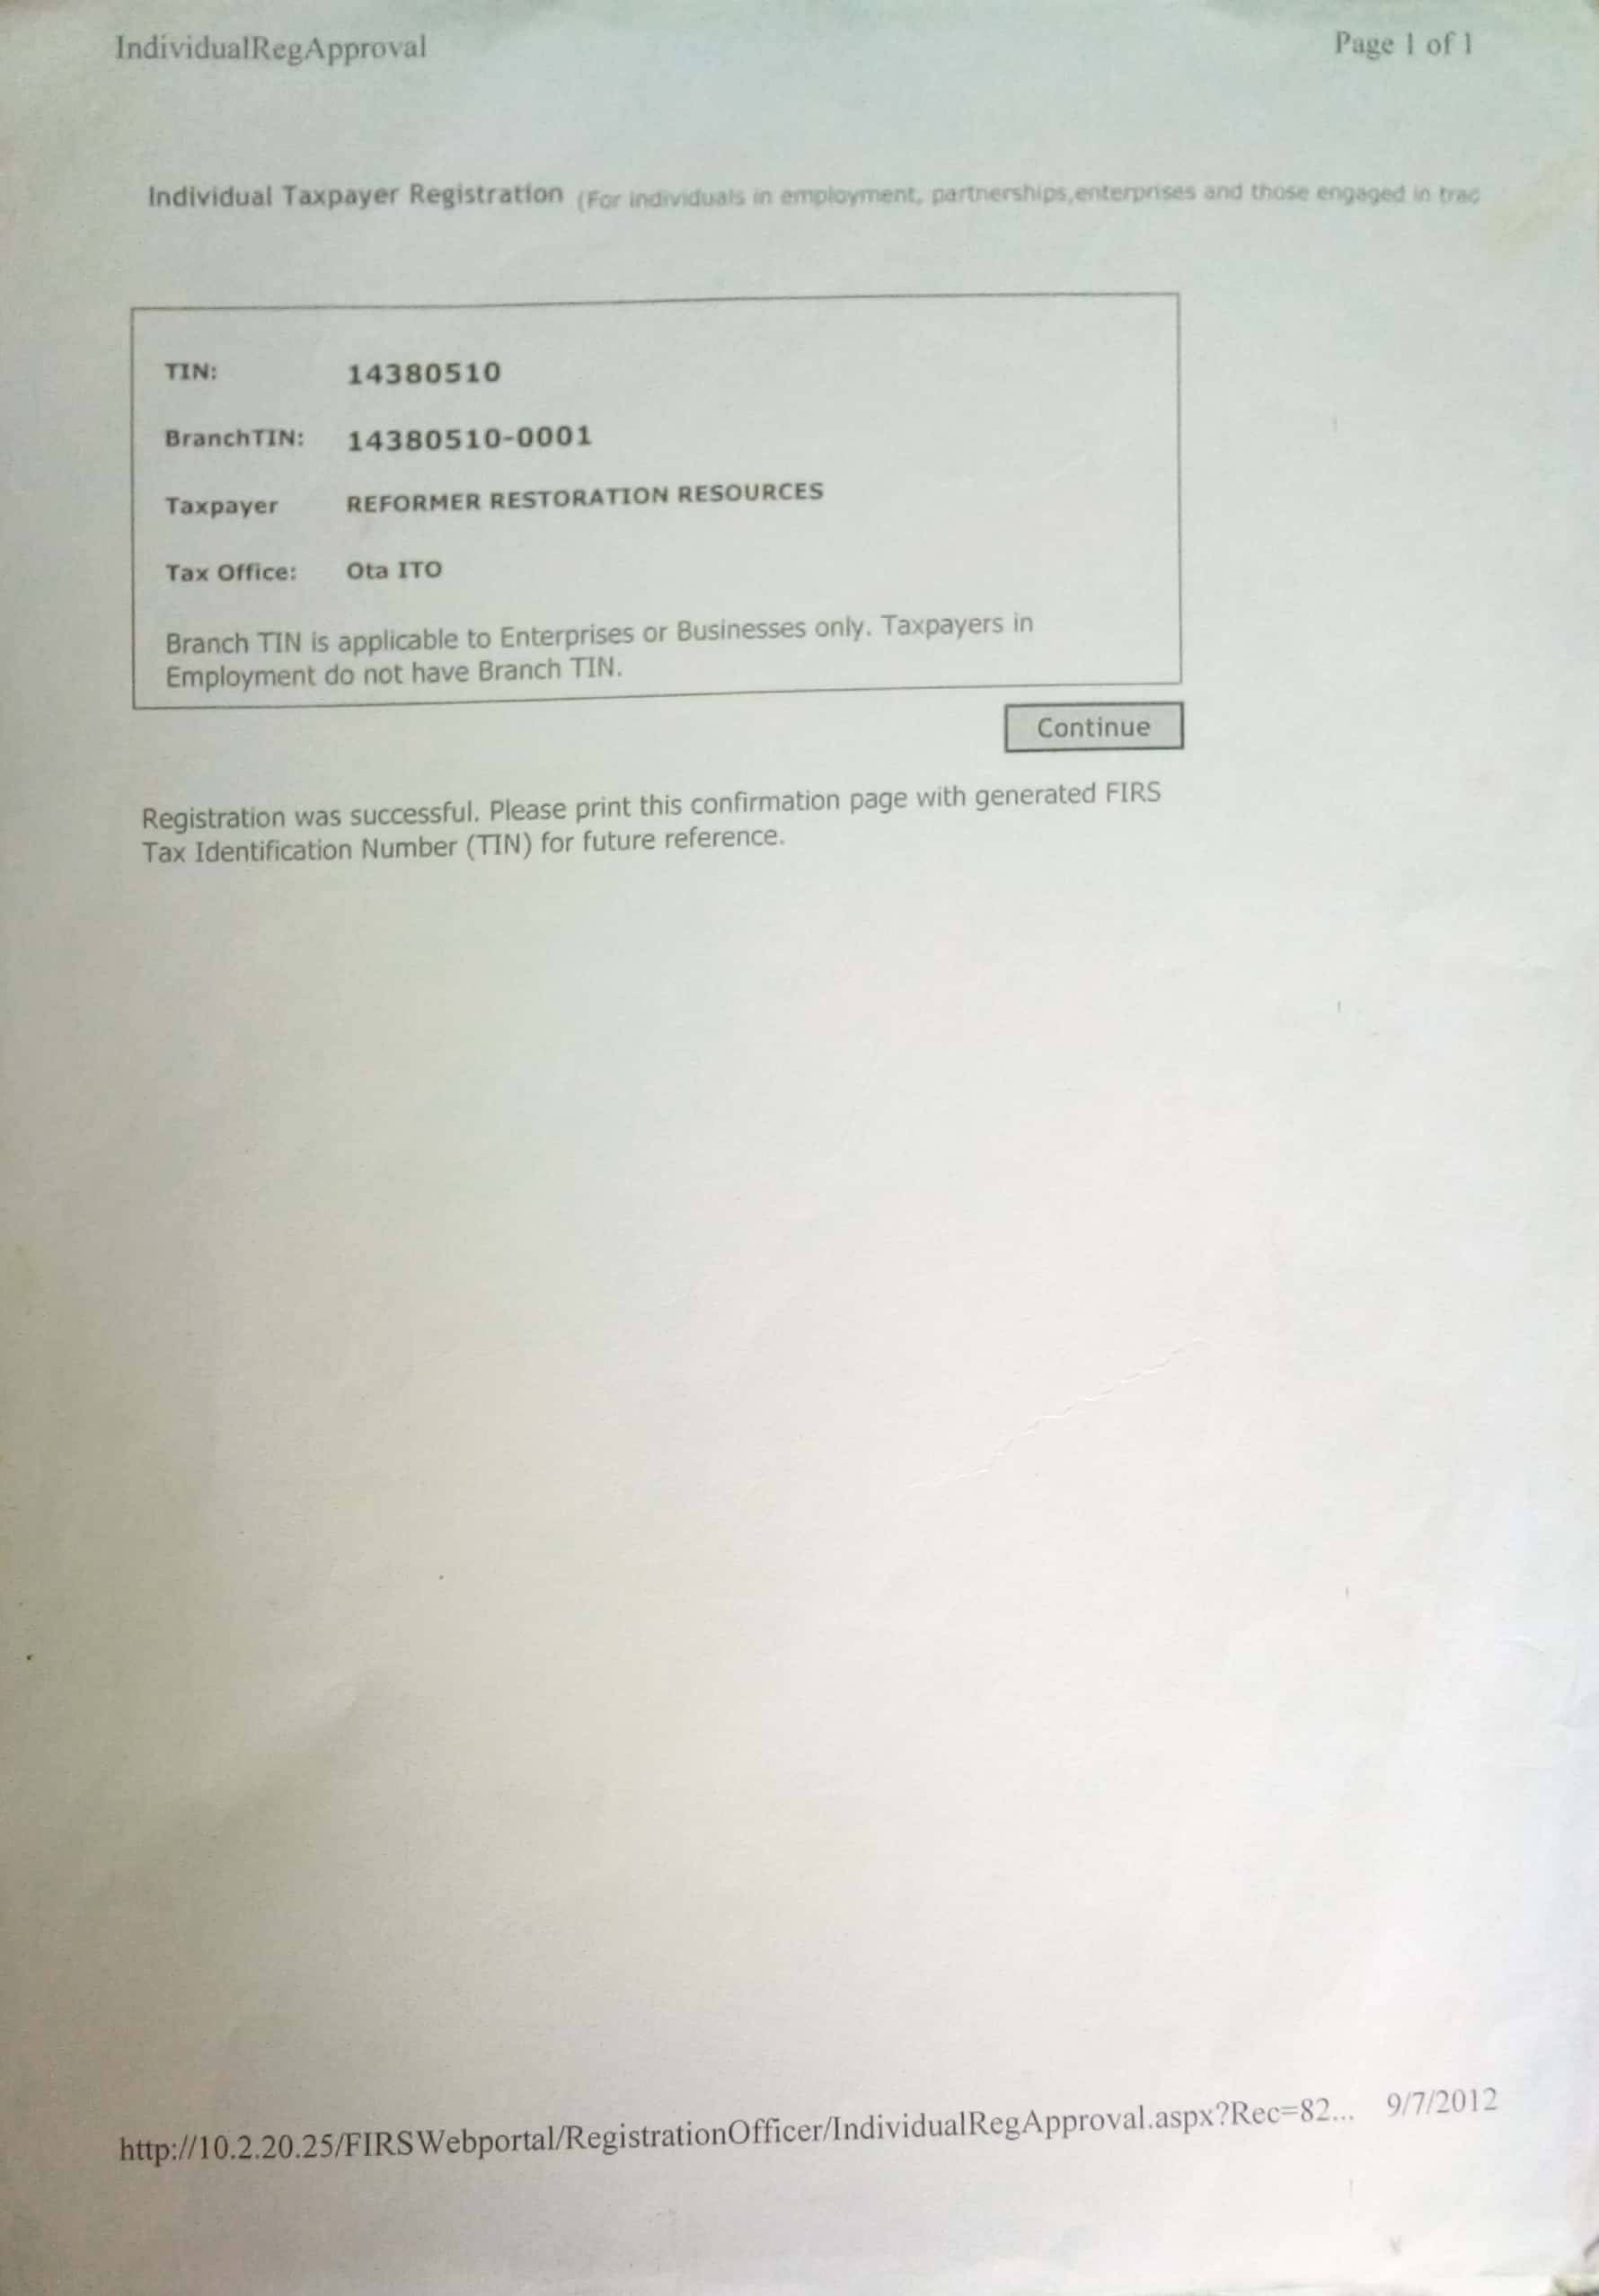 IndividualRegApproval Page 1 of 1
Individual Taxpayer Registration (For individuals in employment, partnerships,enterprises and those engaged in trad
TIN: 14380510
BranchTIN: 14380510-0001
Taxpayer REFORMER RESTORATION RESOURCES
Tax Office: Ota ITO
Branch TIN is applicable to Enterprises or Businesses only. Taxpayers in
Employment do not have Branch TIN.
Continue
Registration was successful. Please print this confirmation page with generated FIRS
Tax Identification Number (TIN) for future reference.
http://10.2.20.25/FIRSWebportal/RegistrationOfficer/IndividualRegApproval.aspx?Rec=82... 9/7/2012